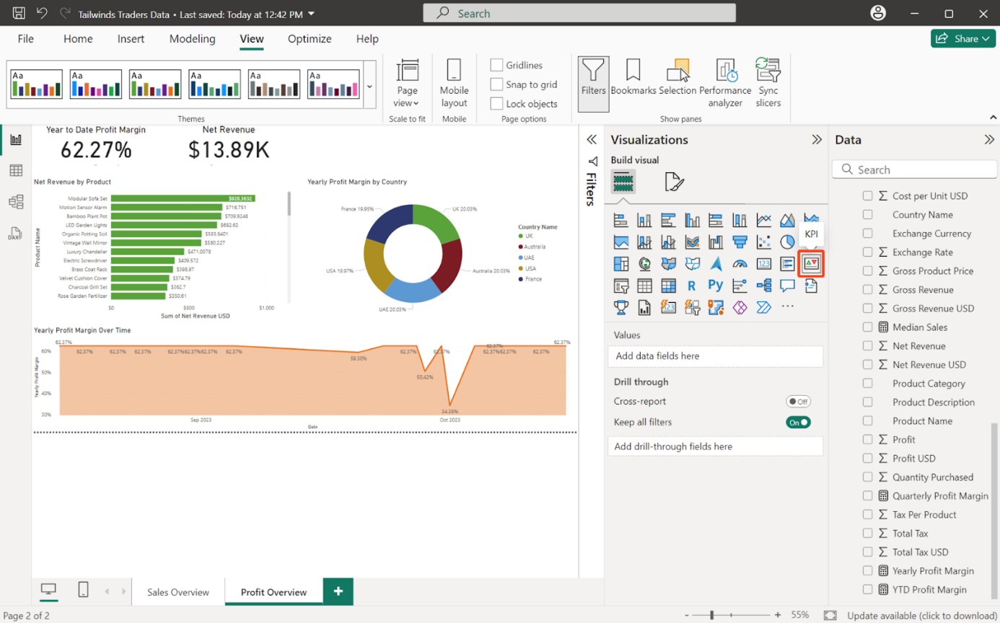 Tailwinds Traders Data • Last saved: Today at 12:42 PM
Search
File Home Insert Modeling View Optimize Help
Share
Aa Aa Aa Aa Aa Aa
Page view
Mobile layout
Gridlines
Snap to grid
Lock objects
Filters
Bookmarks
Selection
Performance analyzer
Sync slicers
Themes Scale to fit Mobile Page options Show panes
Year to Date Profit Margin
62.27%
Net Revenue
$13.89K
Net Revenue by Product
Product Name
Modular Sofa Set $928.3632
Motion Sensor Alarm $716.751
Bamboo Plant Pot $709.9248
LED Garden Lights $682.62
Organic Potting Soil $583.6401
Vintage Wall Mirror $580.227
Luxury Chandelier $471.0078
Electric Screwdriver $409.572
Brass Coat Rack $398.97
Velvet Cushion Cover $374.79
Charcoal Grill Set $362.7
Rose Garden Fertilizer $350.61
$0 $500 $1,000
Sum of Net Revenue USD
Yearly Profit Margin by Country
France 19.95%
UK 20.03%
USA 19.97%
Australia 20.03%
UAE 20.03%
Country Name
UK
Australia
UAE
USA
France
Yearly Profit Margin Over Time
Yearly Profit Margin
60%
50%
40%
30%
62.37% 62.37% 62.37% 62.37% 62.37% 62.37% 62.37% 62.37% 59.30% 62.37% 50.42% 62.37% 34.38% 62.37% 62.37% 62.37% 62.37% 62.37%
Sep 2023 Oct 2023
Date
Filters
Visualizations
Build visual
KPI
123
R Py
123
...
Values
Add data fields here
Drill through
Cross-report Off
Keep all filters On
Add drill-through fields here
Data
Search
Cost per Unit USD
Country Name
Exchange Currency
Exchange Rate
Gross Product Price
Gross Revenue
Gross Revenue USD
Median Sales
Net Revenue
Net Revenue USD
Product Category
Product Description
Product Name
Profit
Profit USD
Quantity Purchased
Quarterly Profit Margin
Tax Per Product
Total Tax
Total Tax USD
Yearly Profit Margin
YTD Profit Margin
DAX
Sales Overview Profit Overview +
Page 2 of 2
- + 55%
Update available (click to download)